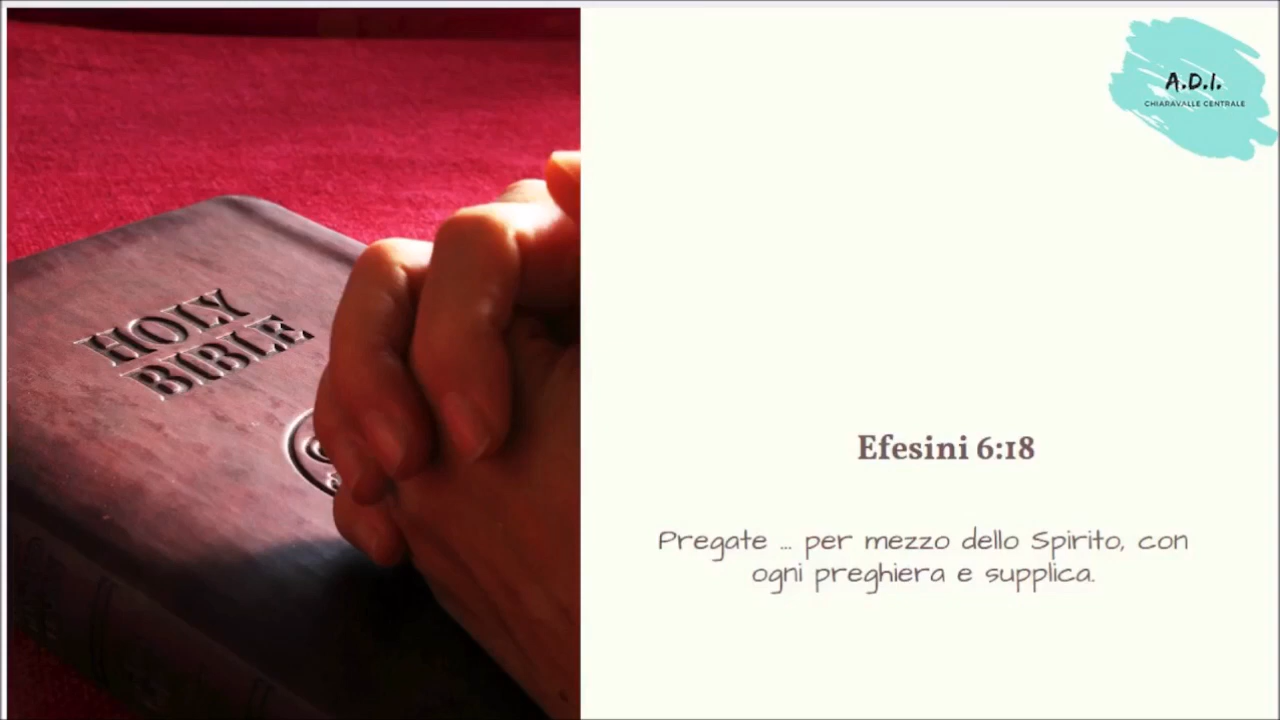 A.D.I.
CHIARAVALLE CENTRALE
HOLY
BIBLE
Efesini 6:18
Pregate ... per mezzo dello Spirito, con
ogni preghiera e supplica.